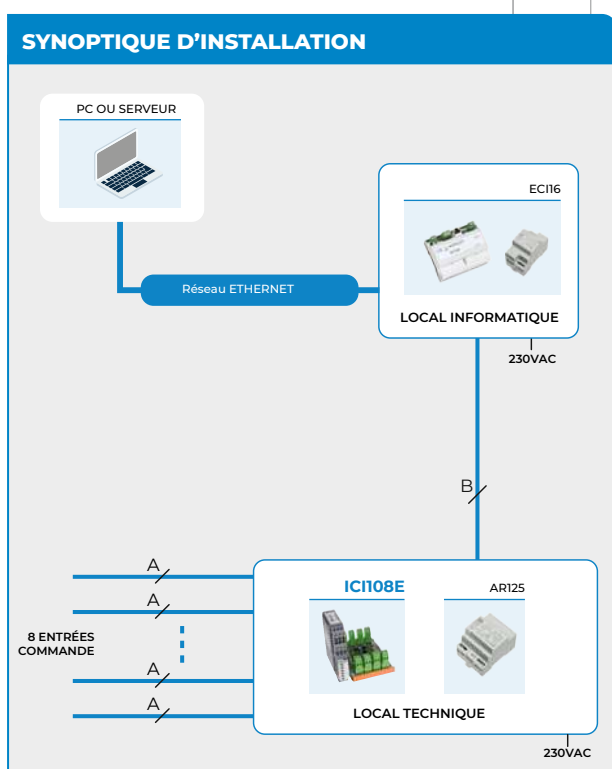 SYNOPTIQUE D'INSTALLATION
PC OU SERVEUR
ECI16
Réseau ETHERNET
LOCAL INFORMATIQUE
230VAC
B
A
ICI108E
AR125
A
8 ENTRÉES
COMMANDE
A
A
LOCAL TECHNIQUE
230VAC